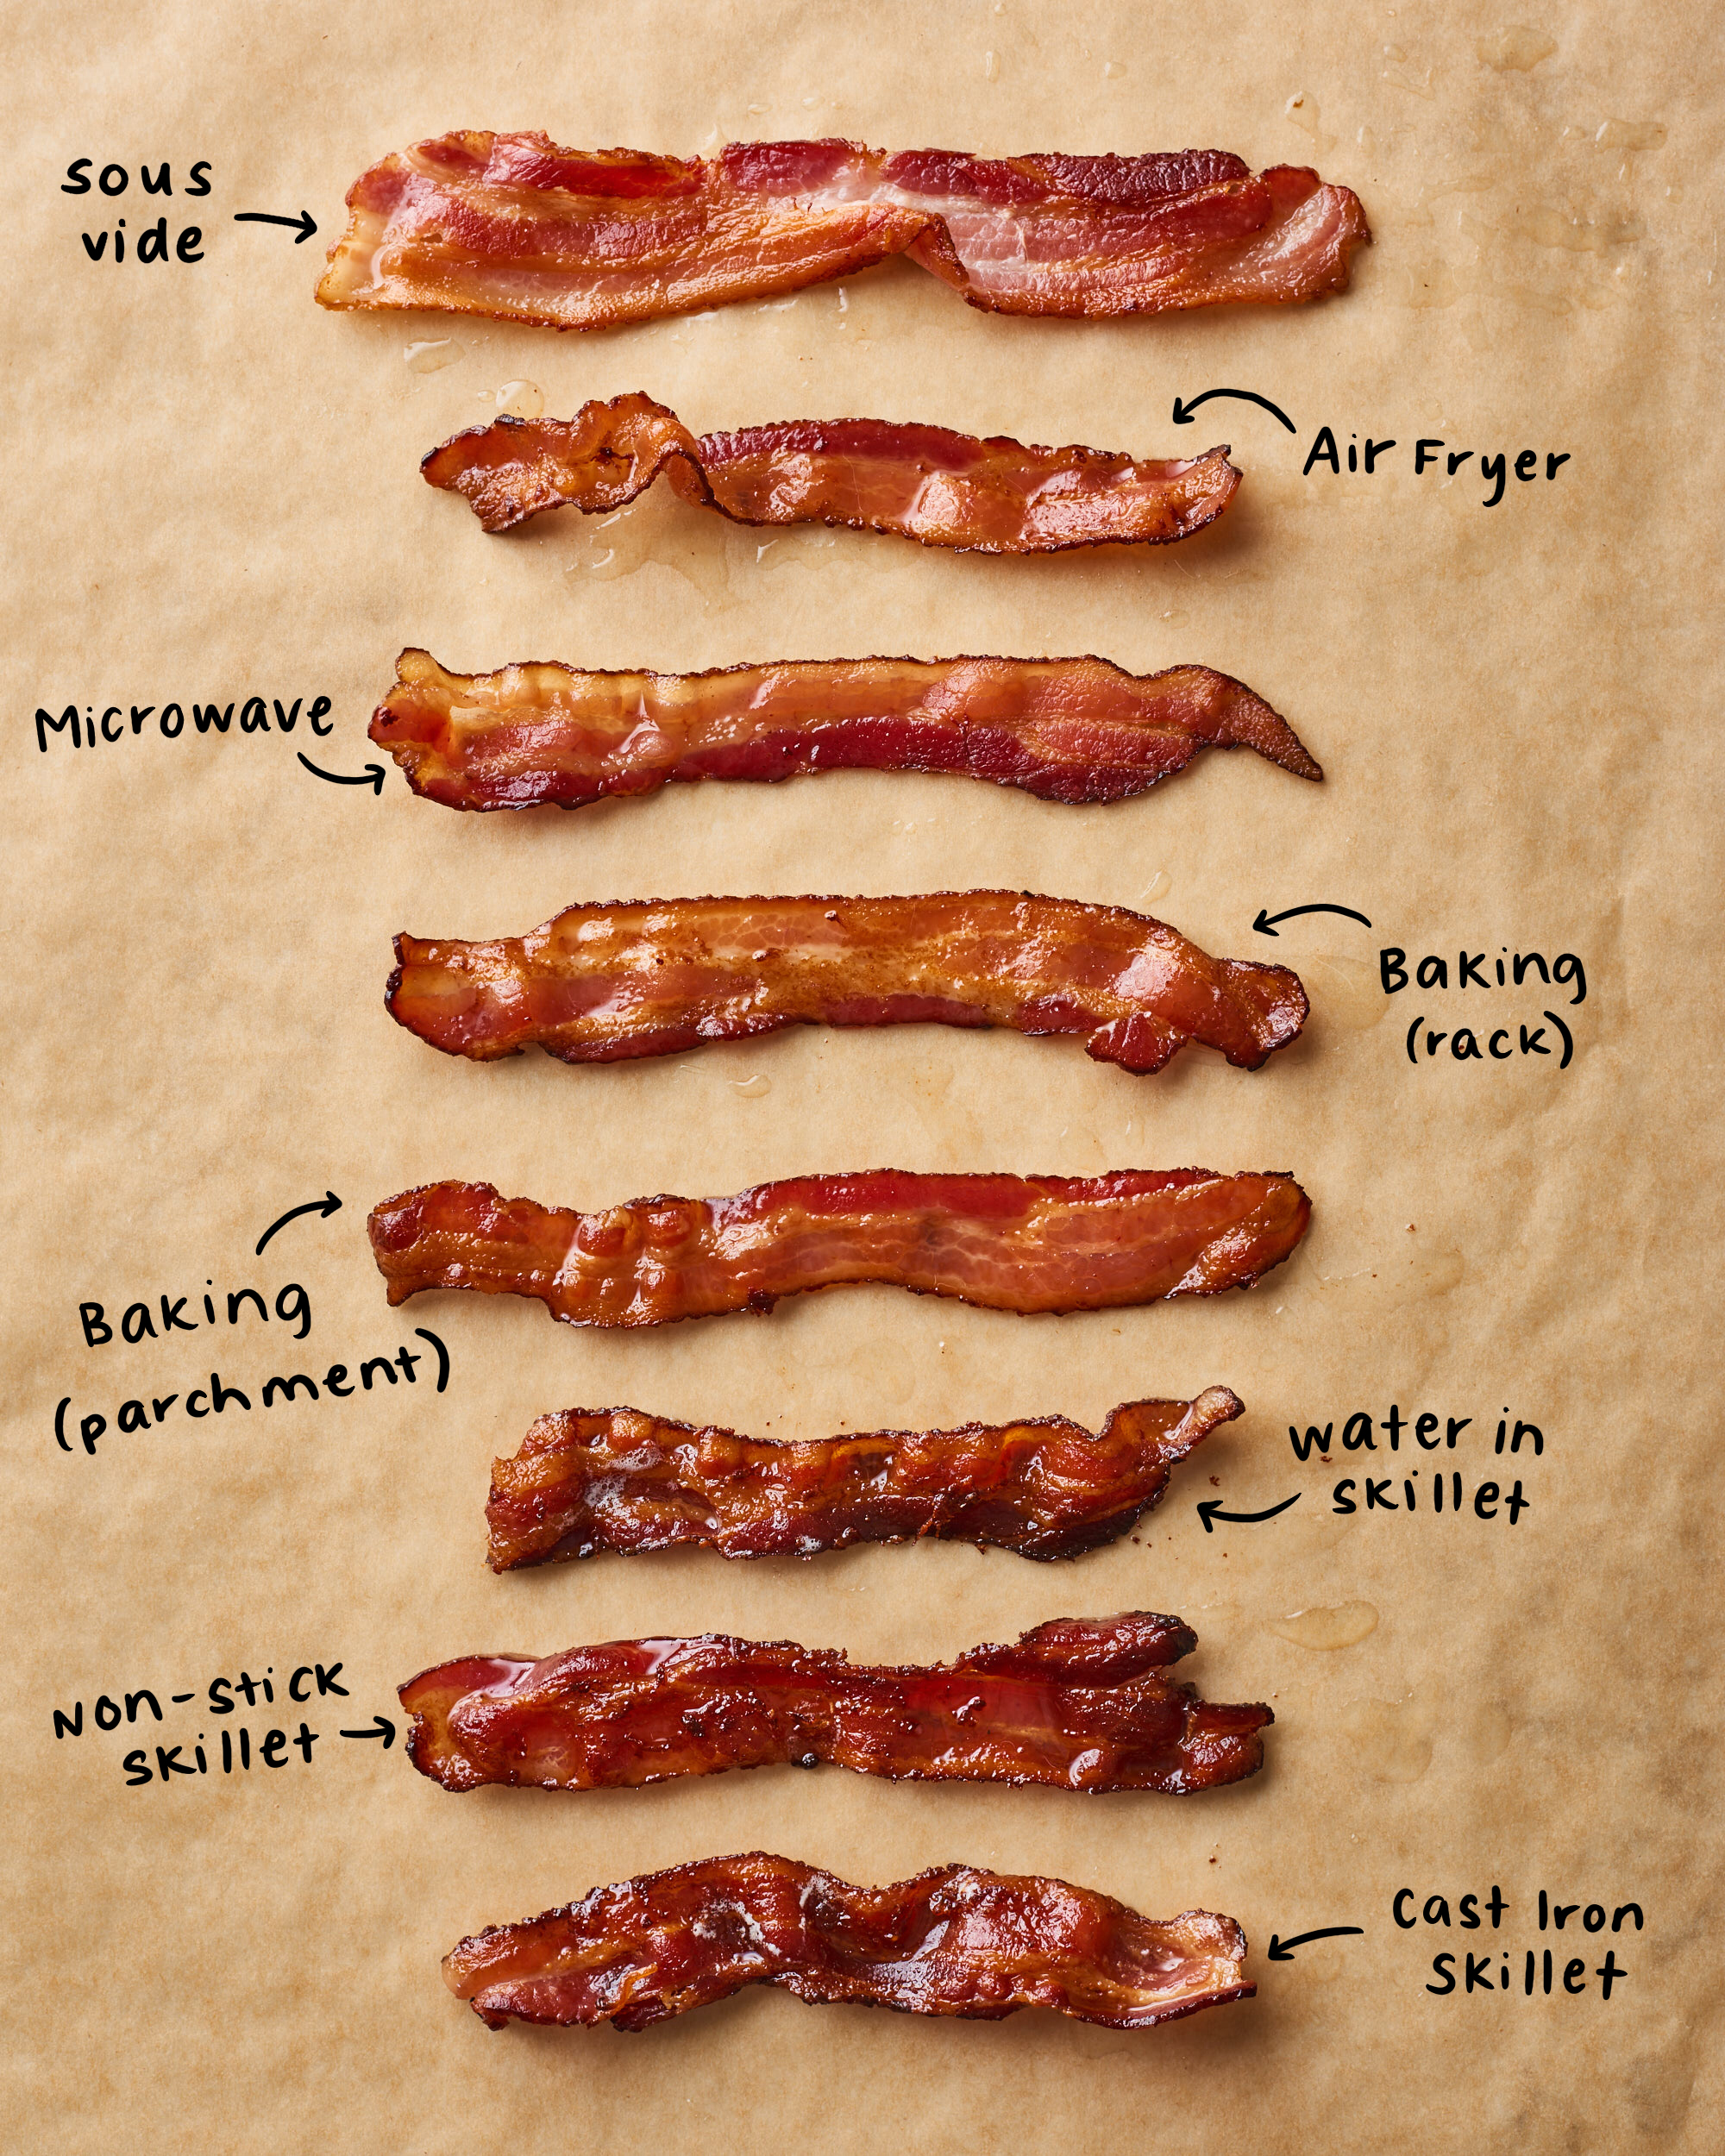 sous
vide
Air Fryer
Microwave
Baking
(rack)
Baking
(parchment)
water in
skillet
Non-stick
skillet
Cast Iron
skillet